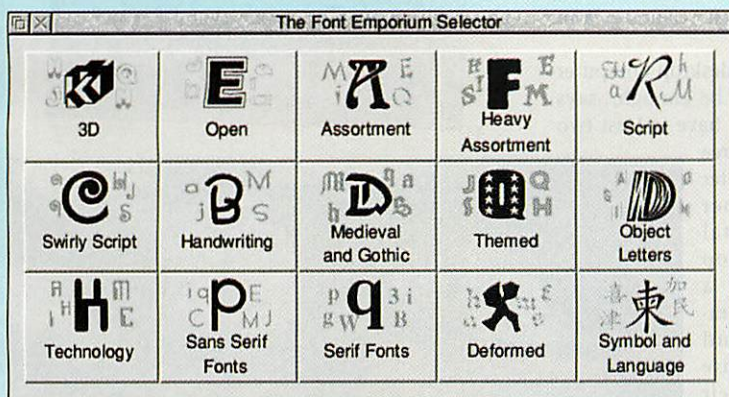 The Font Emporium Selector
3D
Open
Assortment
Heavy
Assortment
Script
Swirly Script
Handwriting
Medieval
and Gothic
Themed
Object
Letters
Technology
Sans Serif
Fonts
Serif Fonts
Deformed
Symbol and
Language